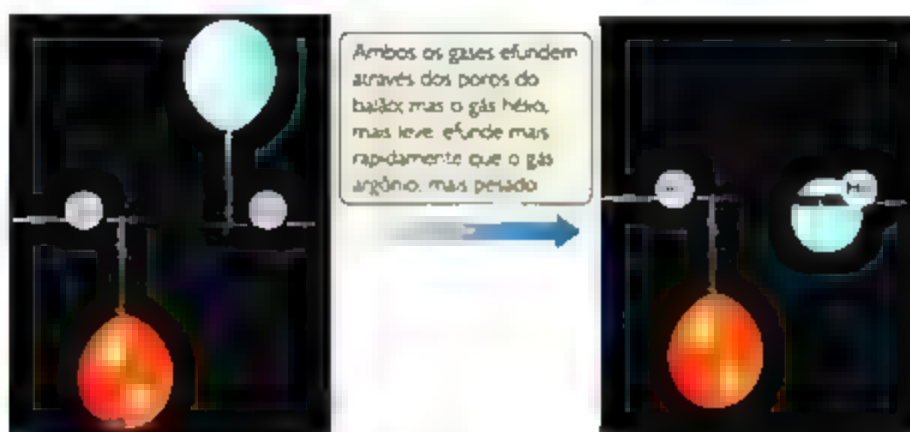 Ambos os gases efundem
através dos poros do
balão; mas o gás hélio,
mais leve, efunde mais
rapidamente que o gás
argônio, mais pesado